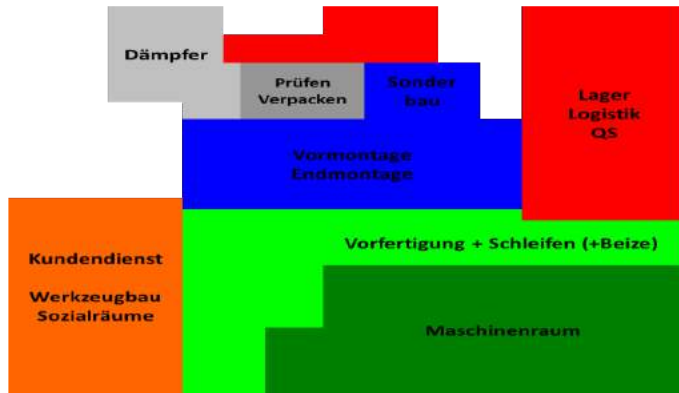 Dämpfer
Prüfen
Verpacken
Sonder
bau
Lager
Logistik
QS
Vormontage
Endmontage
Vorfertigung + Schleifen (+Beize)
Kundendienst
Werkzeugbau
Sozialräume
Maschinenraum